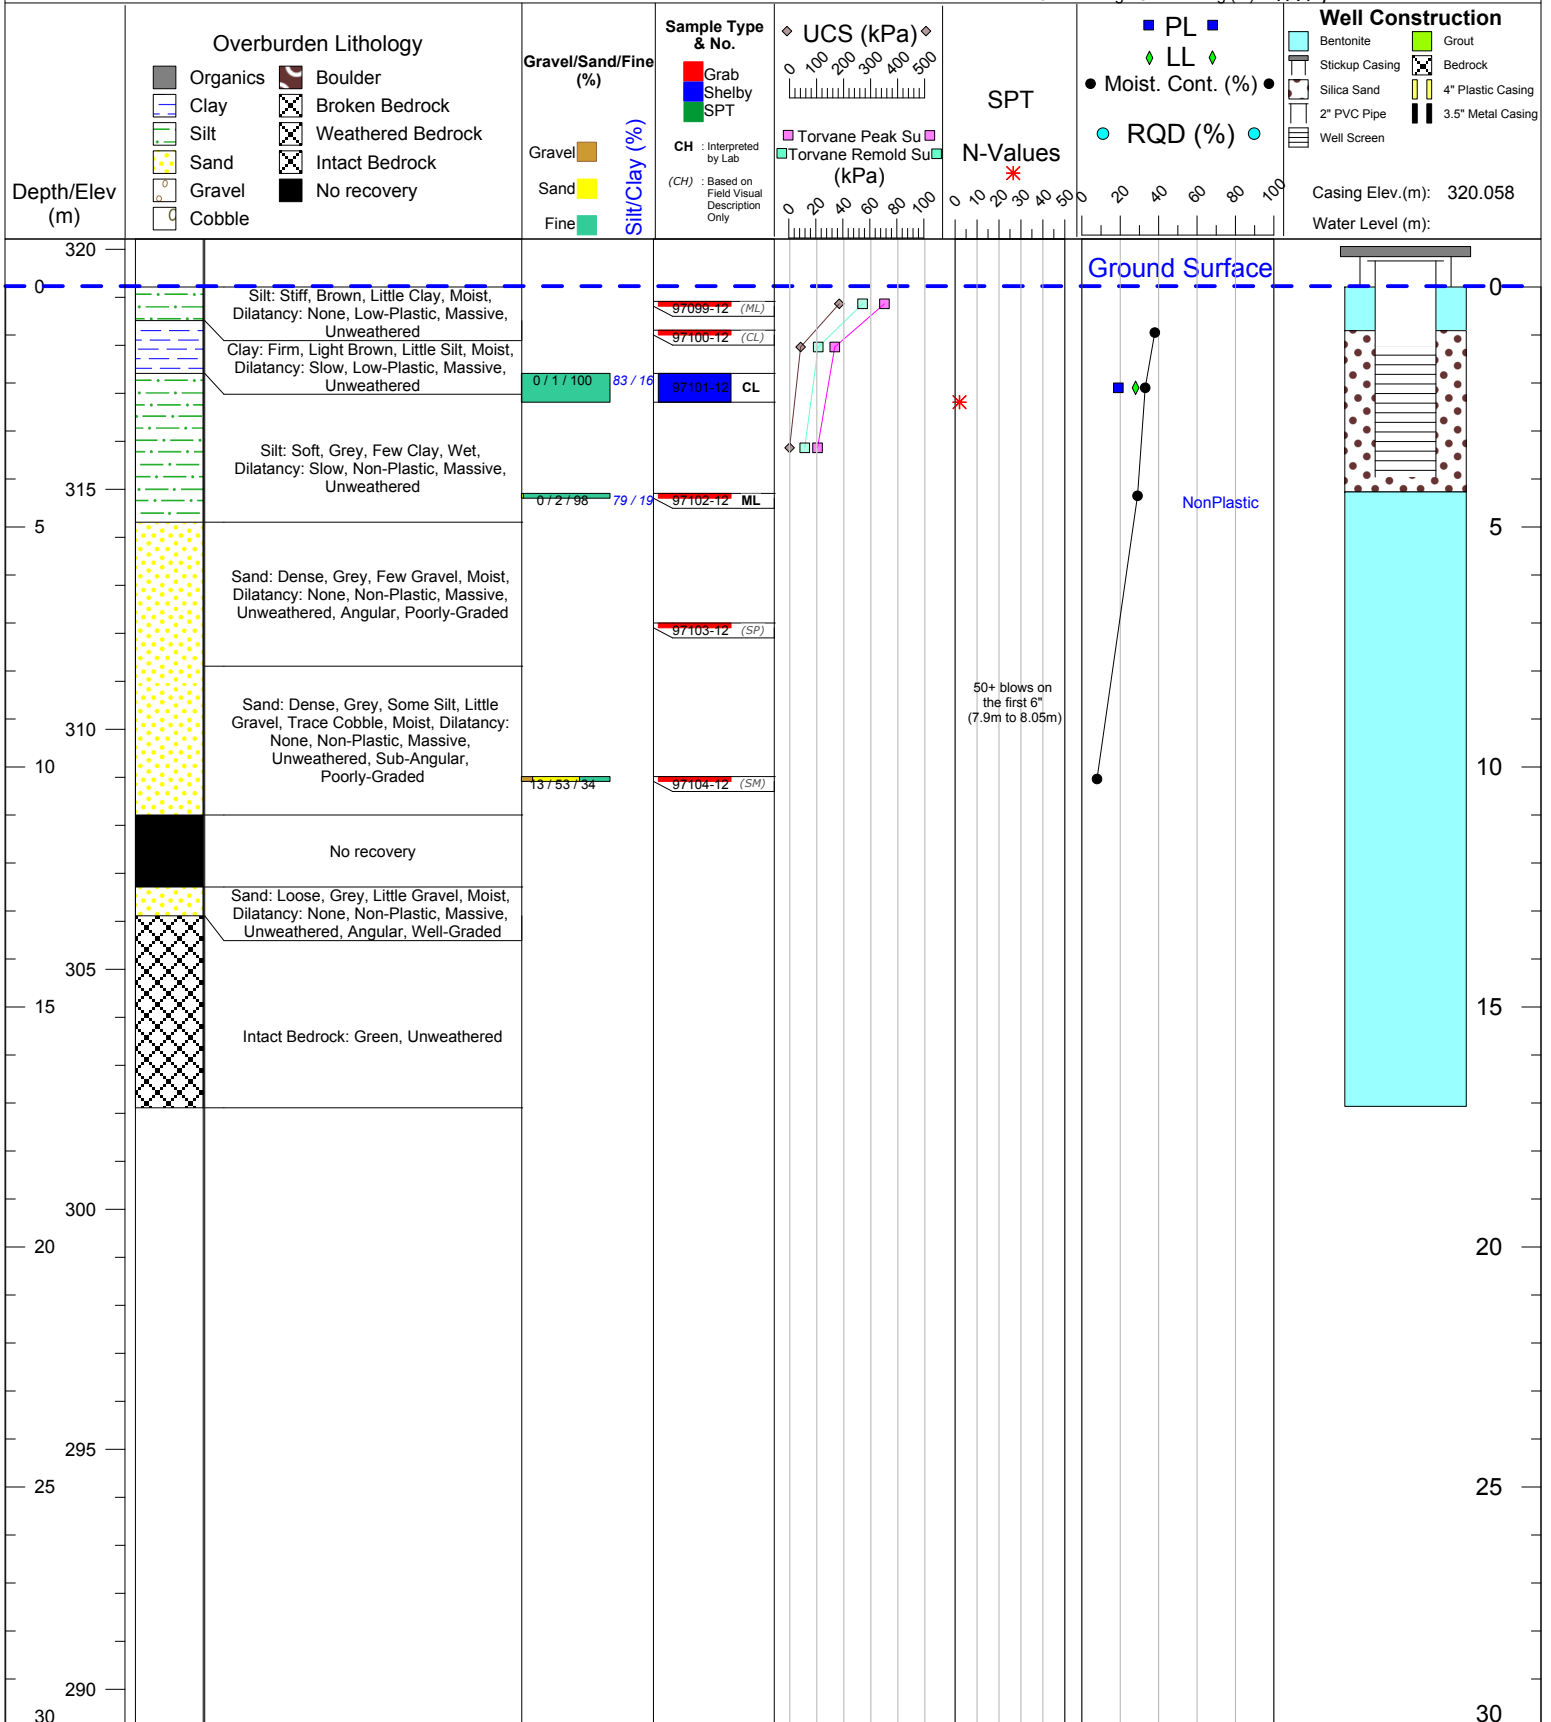 Overburden Lithology
Organics
Boulder
Clay
Broken Bedrock
Silt
Weathered Bedrock
Sand
Intact Bedrock
Gravel
No recovery
Cobble
Depth/Elev
(m)
Gravel/Sand/Fine
(%)
Gravel
Sand
Fine
Silt/Clay (%)
Sample Type
& No.
Grab
Shelby
SPT
CH : Interpreted
by Lab
(CH) : Based on
Field Visual
Description
Only
UCS (kPa)
0 100 200 300 400 500
Torvane Peak Su
Torvane Remold Su
(kPa)
0 20 40 60 80 100
SPT
N-Values
0 10 20 30 40 50
PL
LL
Moist. Cont. (%)
RQD (%)
0 20 40 60 80 100
Well Construction
Bentonite
Grout
Stickup Casing
Bedrock
Silica Sand
4" Plastic Casing
2" PVC Pipe
3.5" Metal Casing
Well Screen
Casing Elev.(m): 320.058
Water Level (m):
320
Ground Surface
0
0
Silt: Stiff, Brown, Little Clay, Moist,
Dilatancy: None, Low-Plastic, Massive,
Unweathered
97099-12 (ML)
97100-12 (CL)
Clay: Firm, Light Brown, Little Silt, Moist,
Dilatancy: Slow, Low-Plastic, Massive,
Unweathered
0 / 1 / 100
83 / 16
97101-12 CL
Silt: Soft, Grey, Few Clay, Wet,
Dilatancy: Slow, Non-Plastic, Massive,
Unweathered
315
0 / 2 / 98
79 / 19
97102-12 ML
NonPlastic
5
5
Sand: Dense, Grey, Few Gravel, Moist,
Dilatancy: None, Non-Plastic, Massive,
Unweathered, Angular, Poorly-Graded
97103-12 (SP)
50+ blows on
the first 6"
(7.9m to 8.05m)
Sand: Dense, Grey, Some Silt, Little
Gravel, Trace Cobble, Moist, Dilatancy:
None, Non-Plastic, Massive,
Unweathered, Sub-Angular,
Poorly-Graded
310
10
10
13 / 53 / 34
97104-12 (SM)
No recovery
Sand: Loose, Grey, Little Gravel, Moist,
Dilatancy: None, Non-Plastic, Massive,
Unweathered, Angular, Well-Graded
305
15
15
Intact Bedrock: Green, Unweathered
300
20
20
295
25
25
290
30
30